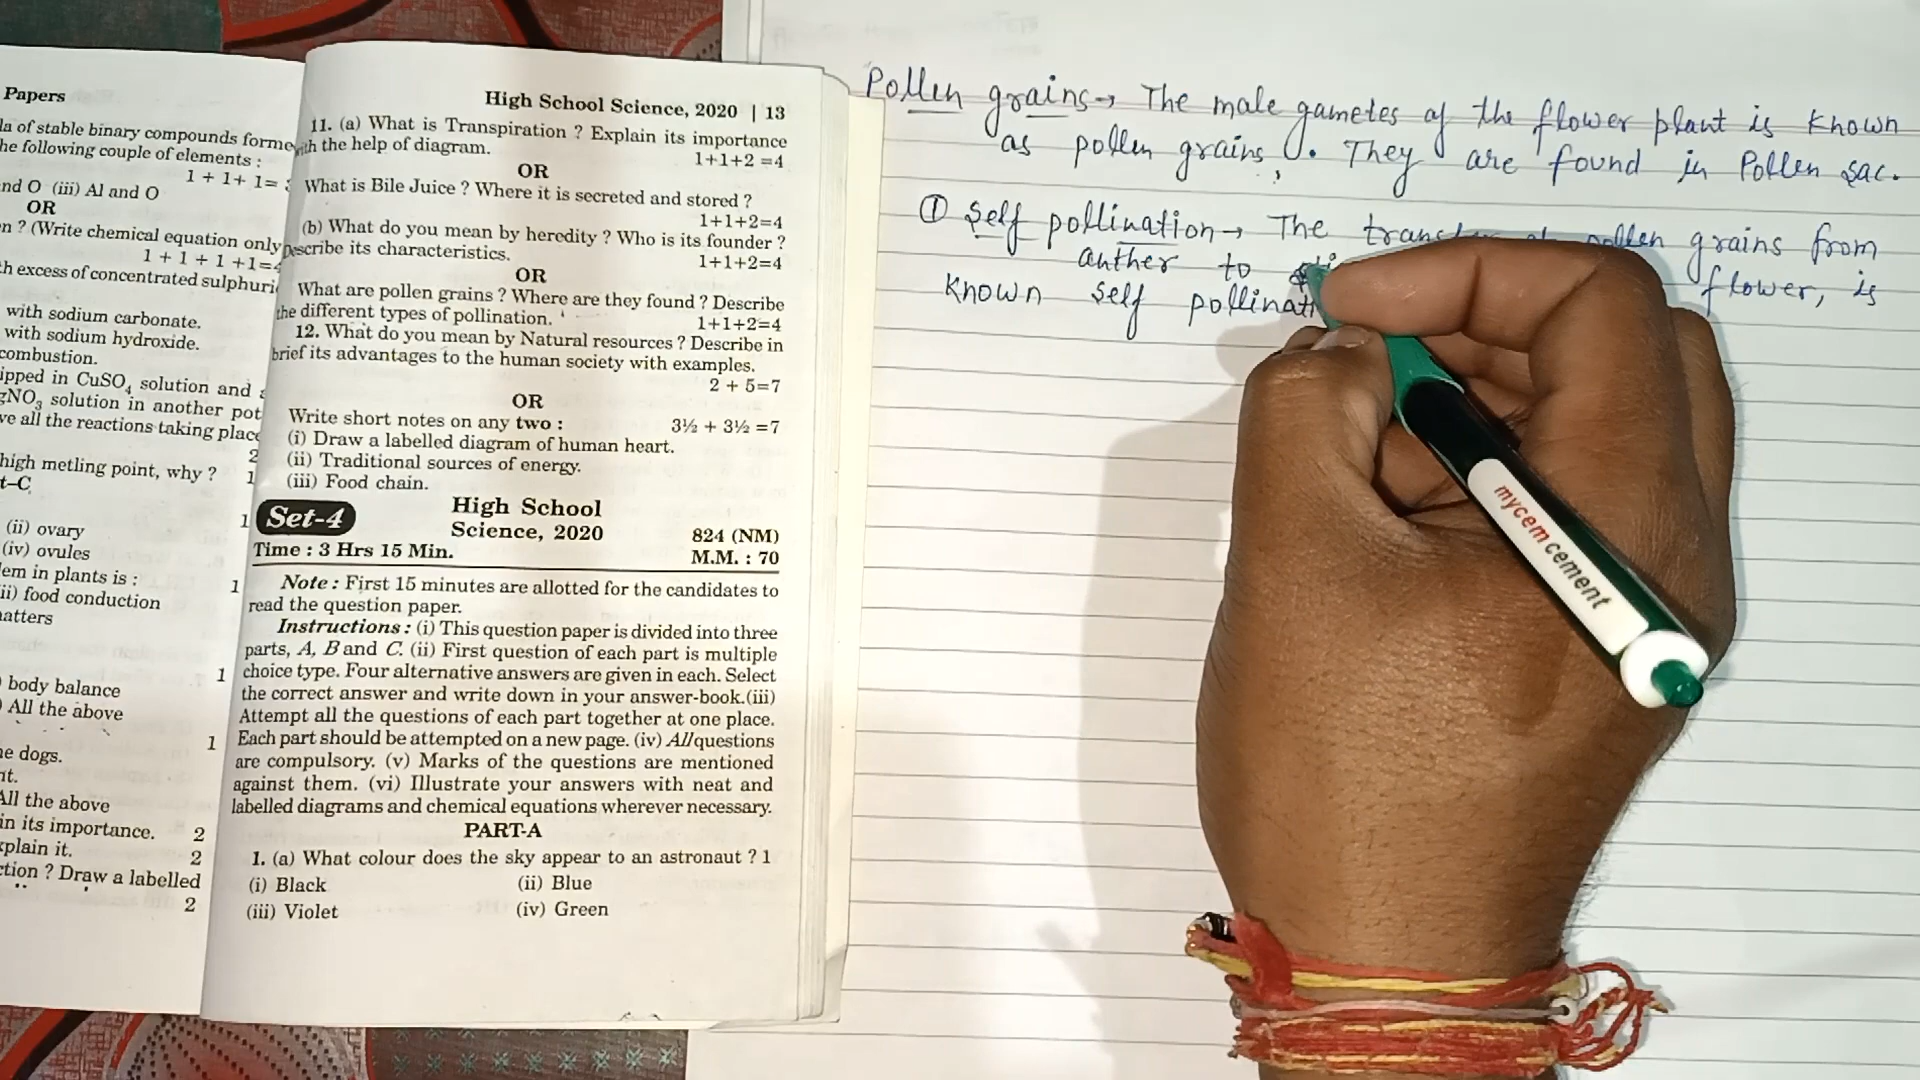 Papers
la of stable binary compounds forme
he following couple of elements :
1 + 1+ 1=
nd O (iii) Al and O
OR
n ? (Write chemical equation only
1 + 1 + 1 +1=4
h excess of concentrated sulphuri
with sodium carbonate.
with sodium hydroxide.
combustion.
ipped in CuSO4 solution and
gNO3 solution in another pot
ve all the reactions taking place
2
high metling point, why ? 1
t–C
1
(ii) ovary
(iv) ovules
em in plants is : 1
ii) food conduction
matters
1
body balance
All the above
1
e dogs.
nt.
All the above
in its importance. 2
xplain it. 2
ction ? Draw a labelled
2
High School Science, 2020 | 13
11. (a) What is Transpiration ? Explain its importance
with the help of diagram. 1+1+2 =4
OR
What is Bile Juice ? Where it is secreted and stored ?
1+1+2=4
(b) What do you mean by heredity ? Who is its founder ?
Describe its characteristics. 1+1+2=4
OR
What are pollen grains ? Where are they found ? Describe
the different types of pollination. 1+1+2=4
12. What do you mean by Natural resources ? Describe in
brief its advantages to the human society with examples.
2 + 5=7
OR
Write short notes on any two : 3½ + 3½ =7
(i) Draw a labelled diagram of human heart.
(ii) Traditional sources of energy.
(iii) Food chain.
Set-4
High School
Science, 2020 824 (NM)
Time : 3 Hrs 15 Min. M.M. : 70
Note : First 15 minutes are allotted for the candidates to
read the question paper.
Instructions : (i) This question paper is divided into three
parts, A, B and C. (ii) First question of each part is multiple
choice type. Four alternative answers are given in each. Select
the correct answer and write down in your answer-book.(iii)
Attempt all the questions of each part together at one place.
Each part should be attempted on a new page. (iv) All questions
are compulsory. (v) Marks of the questions are mentioned
against them. (vi) Illustrate your answers with neat and
labelled diagrams and chemical equations wherever necessary.
PART-A
1. (a) What colour does the sky appear to an astronaut ? 1
(i) Black (ii) Blue
(iii) Violet (iv) Green
Pollen grains→ The male gametes of the flower plant is known
as pollen grains. They are found in Pollen sac.
① Self pollination→ The pollen grains from
anther to flower, is
known self
mycem cement